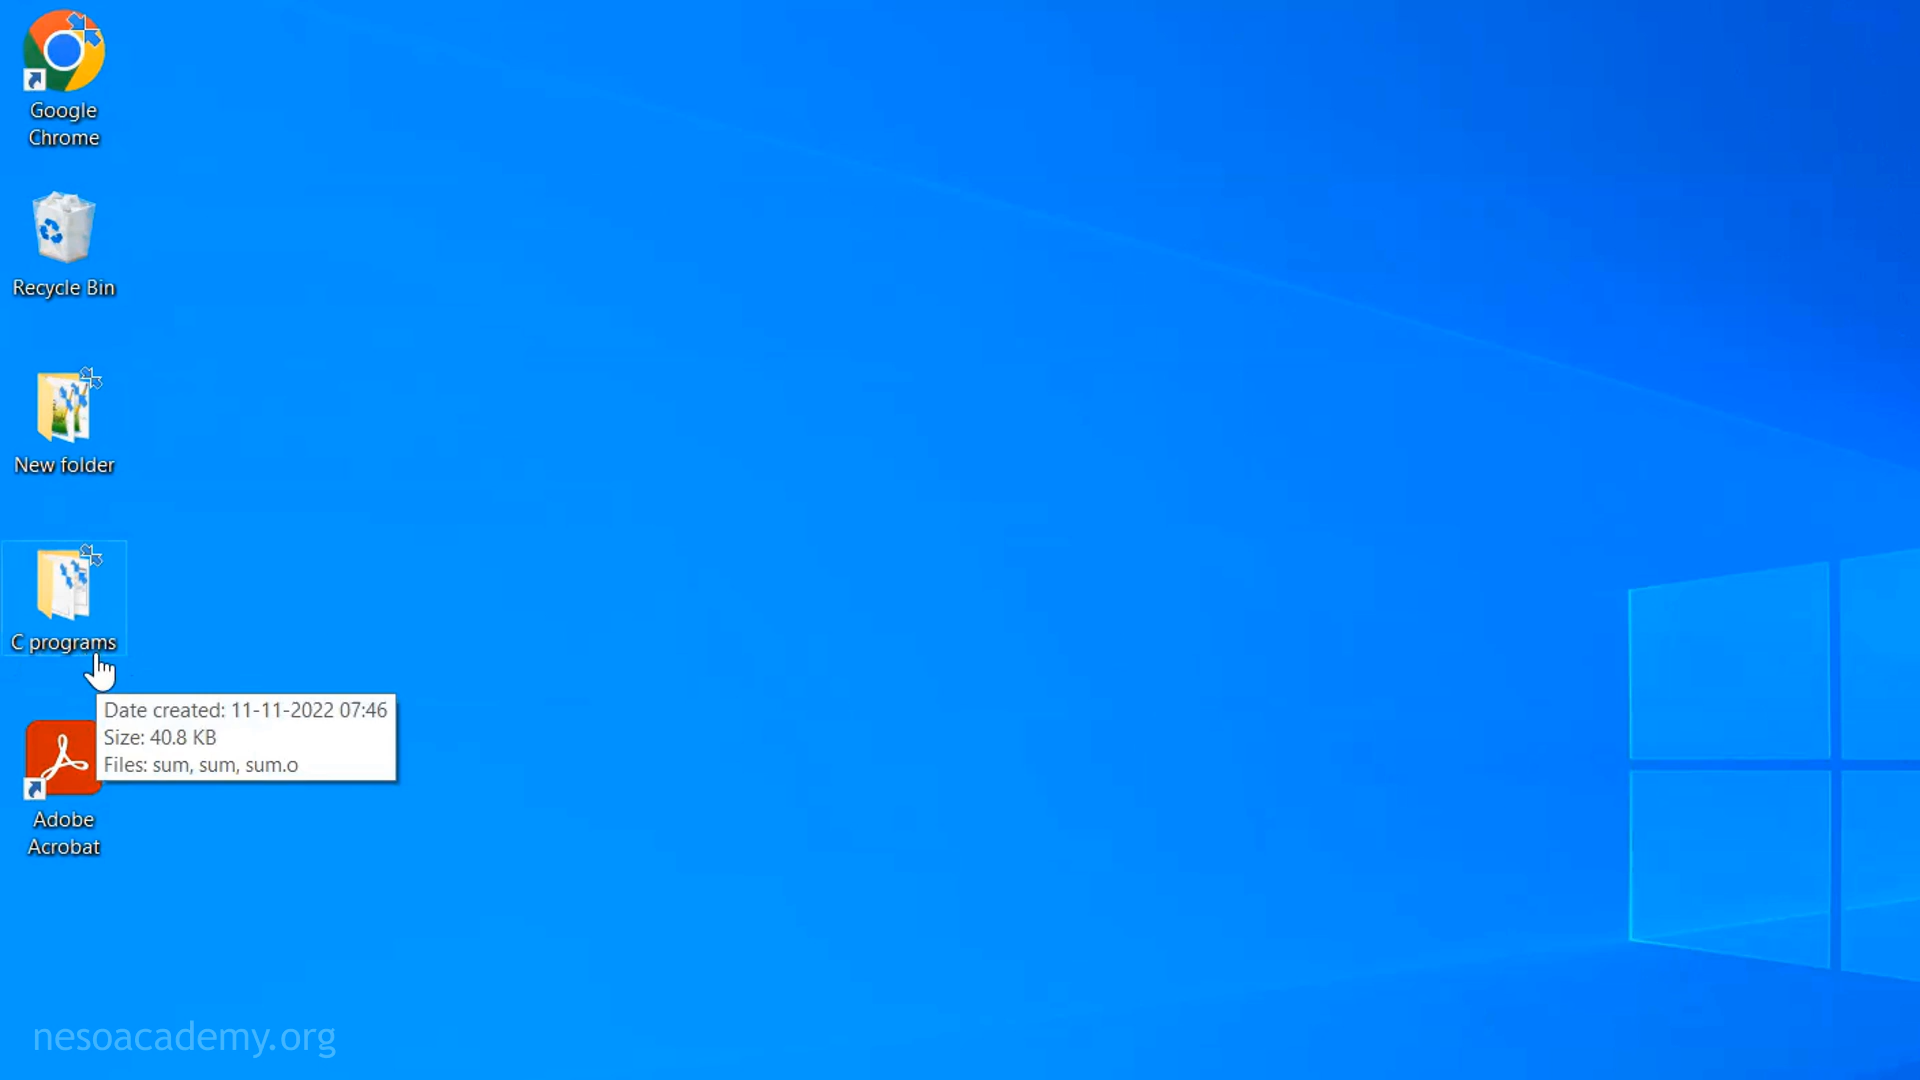 Google
Chrome
Recycle Bin
New folder
C programs
Date created: 11-11-2022 07:46
Size: 40.8 KB
Files: sum, sum, sum.o
Adobe
Acrobat
nesoacademy.org